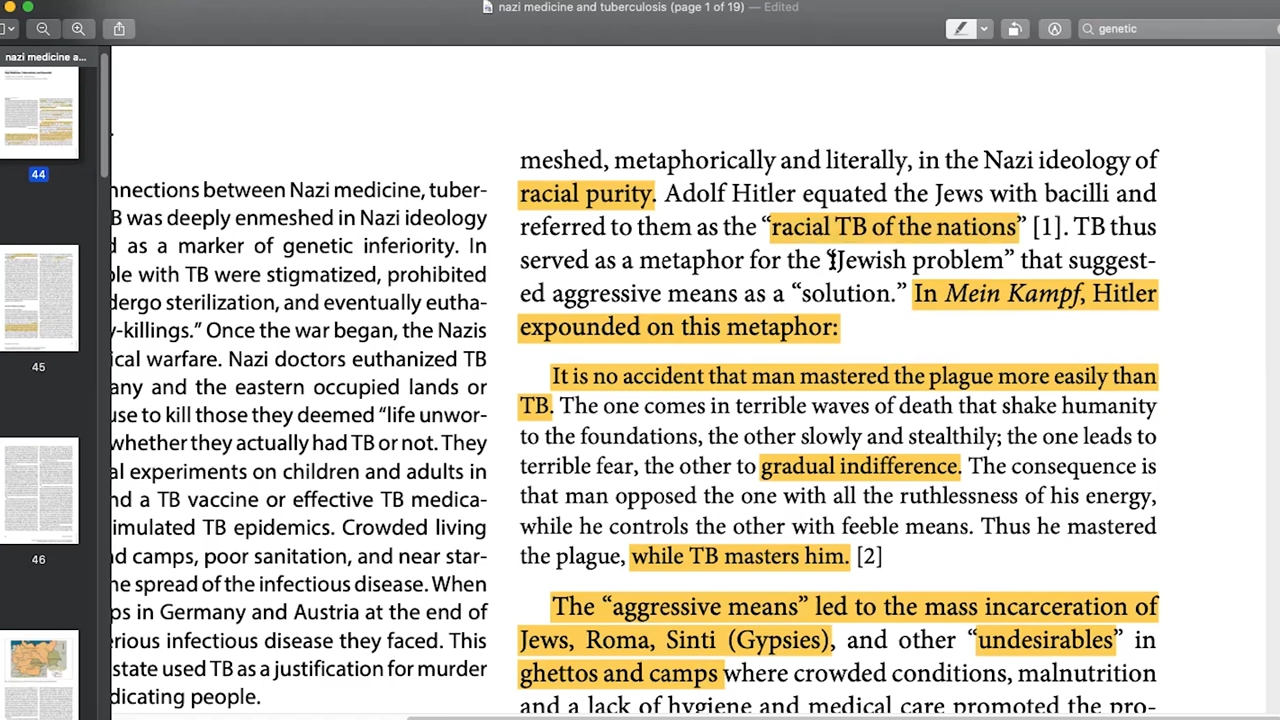 nazi medicine and tuberculosis (page 1 of 19) — Edited
genetic
nazi medicine a...
44
45
46
nnections between Nazi medicine, tuber-
B was deeply enmeshed in Nazi ideology
d as a marker of genetic inferiority. In
le with TB were stigmatized, prohibited
dergo sterilization, and eventually eutha-
y-killings.” Once the war began, the Nazis
ical warfare. Nazi doctors euthanized TB
any and the eastern occupied lands or
use to kill those they deemed “life unwor-
whether they actually had TB or not. They
al experiments on children and adults in
nd a TB vaccine or effective TB medica-
imulated TB epidemics. Crowded living
nd camps, poor sanitation, and near star-
he spread of the infectious disease. When
ps in Germany and Austria at the end of
erious infectious disease they faced. This
state used TB as a justification for murder
dicating people.
meshed, metaphorically and literally, in the Nazi ideology of
racial purity. Adolf Hitler equated the Jews with bacilli and
referred to them as the “racial TB of the nations” [1]. TB thus
served as a metaphor for the “Jewish problem” that suggest-
ed aggressive means as a “solution.” In Mein Kampf, Hitler
expounded on this metaphor:
It is no accident that man mastered the plague more easily than
TB. The one comes in terrible waves of death that shake humanity
to the foundations, the other slowly and stealthily; the one leads to
terrible fear, the other to gradual indifference. The consequence is
that man opposed the one with all the ruthlessness of his energy,
while he controls the other with feeble means. Thus he mastered
the plague, while TB masters him. [2]
The “aggressive means” led to the mass incarceration of
Jews, Roma, Sinti (Gypsies), and other “undesirables” in
ghettos and camps where crowded conditions, malnutrition
and a lack of hygiene and medical care promoted the pro-